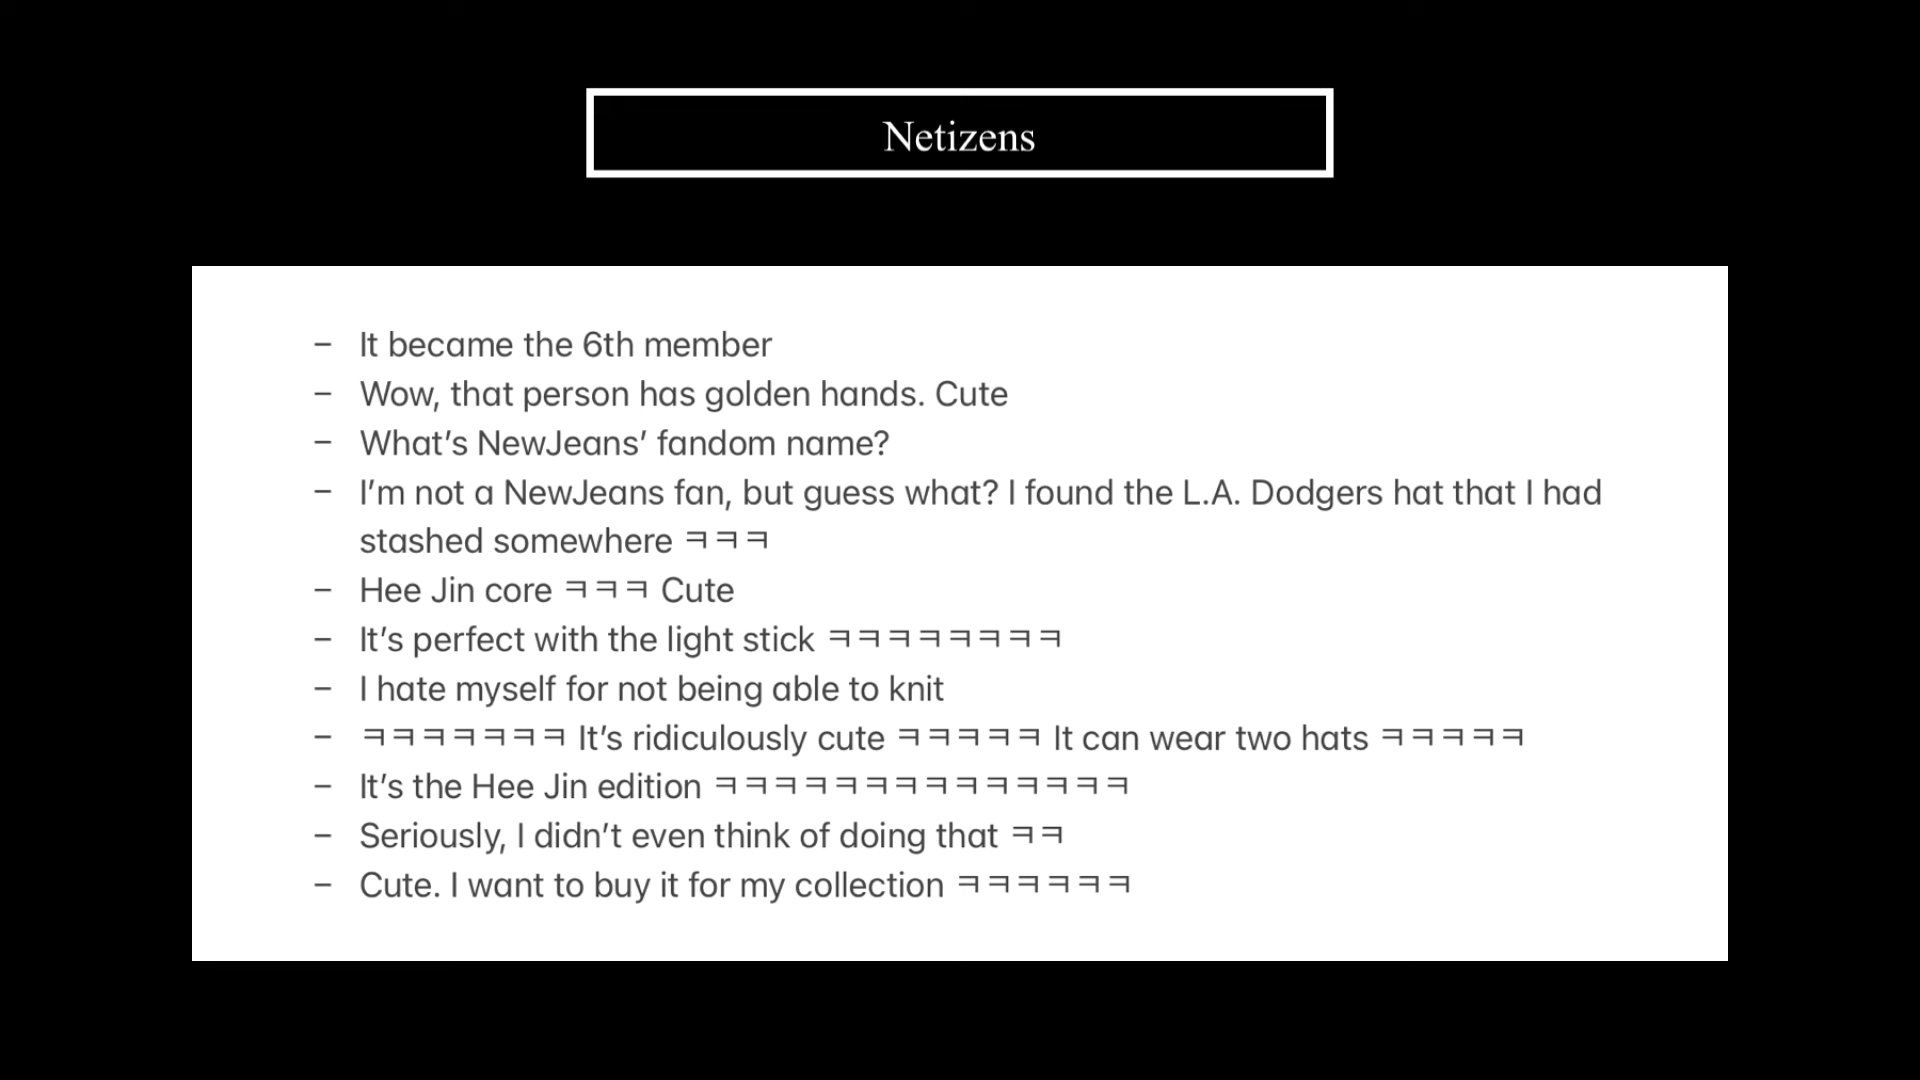 Netizens
– It became the 6th member
– Wow, that person has golden hands. Cute
– What’s NewJeans’ fandom name?
– I’m not a NewJeans fan, but guess what? I found the L.A. Dodgers hat that I had
stashed somewhere ㅋㅋㅋ
– Hee Jin core ㅋㅋㅋ Cute
– It’s perfect with the light stick ㅋㅋㅋㅋㅋㅋㅋㅋ
– I hate myself for not being able to knit
– ㅋㅋㅋㅋㅋㅋㅋ It’s ridiculously cute ㅋㅋㅋㅋㅋ It can wear two hats ㅋㅋㅋㅋㅋ
– It’s the Hee Jin edition ㅋㅋㅋㅋㅋㅋㅋㅋㅋㅋㅋㅋㅋㅋ
– Seriously, I didn’t even think of doing that ㅋㅋ
– Cute. I want to buy it for my collection ㅋㅋㅋㅋㅋㅋ